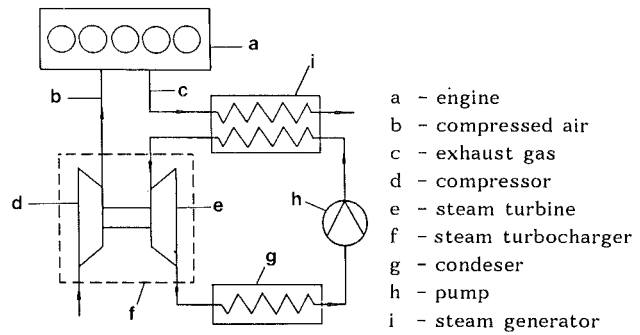 a
i
b
c
d
e
h
g
f
a - engine
b - compressed air
c - exhaust gas
d - compressor
e - steam turbine
f - steam turbocharger
g - condeser
h - pump
i - steam generator